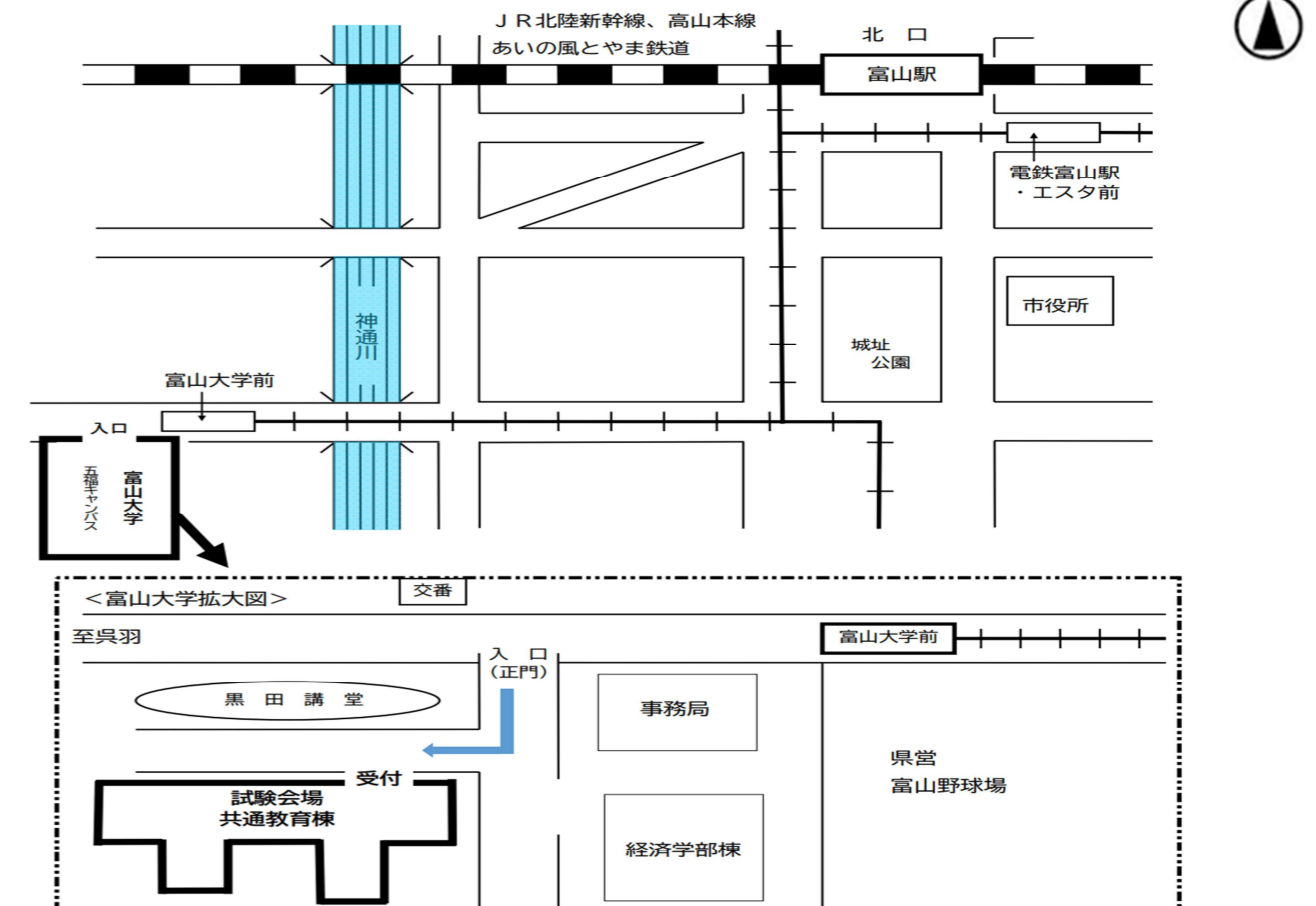 ＪＲ北陸新幹線、高山本線
あいの風とやま鉄道
北　口
富山駅
電鉄富山駅
・エスタ前
市役所
城址
公園
神通川
富山大学前
入口
富山大学
五福キャンパス
＜富山大学拡大図＞
交番
至呉羽
富山大学前
入　口
（正門）
黒　田　講　堂
事務局
県営
富山野球場
受付
試験会場
共通教育棟
経済学部棟